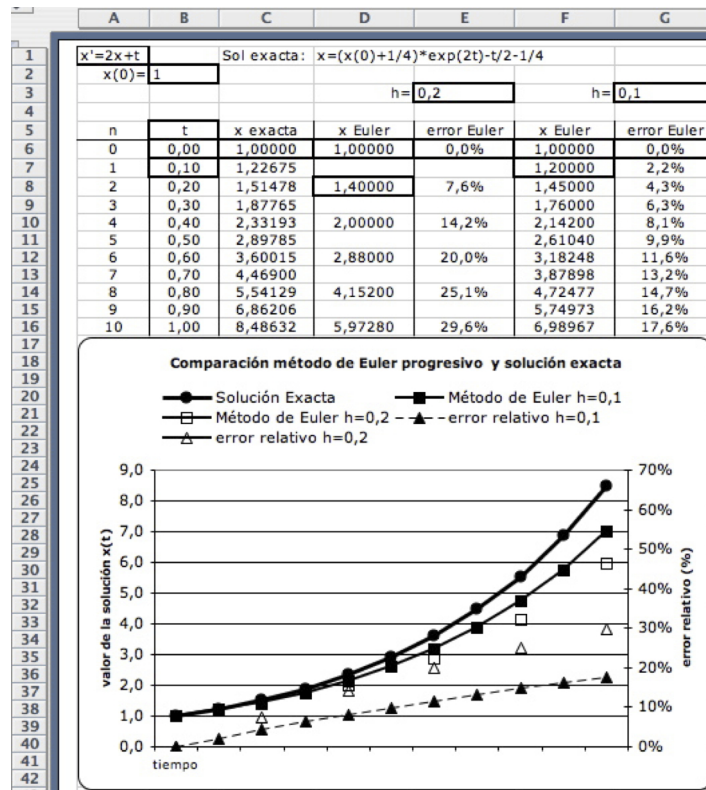 A B C D E F G
1 x'=2x+t Sol exacta: x=(x(0)+1/4)*exp(2t)-t/2-1/4
2 x(0)= 1
3 h= 0,2 h= 0,1
4
5 n t x exacta x Euler error Euler x Euler error Euler
6 0 0,00 1,00000 1,00000 0,0% 1,00000 0,0%
7 1 0,10 1,22675 1,20000 2,2%
8 2 0,20 1,51478 1,40000 7,6% 1,45000 4,3%
9 3 0,30 1,87765 1,76000 6,3%
10 4 0,40 2,33193 2,00000 14,2% 2,14200 8,1%
11 5 0,50 2,89785 2,61040 9,9%
12 6 0,60 3,60015 2,88000 20,0% 3,18248 11,6%
13 7 0,70 4,46900 3,87898 13,2%
14 8 0,80 5,54129 4,15200 25,1% 4,72477 14,7%
15 9 0,90 6,86206 5,74973 16,2%
16 10 1,00 8,48632 5,97280 29,6% 6,98967 17,6%
17
18
19
20
21
22
23
24
25
26
27
28
29
30
31
32
33
34
35
36
37
38
39
40
41
42
Comparación método de Euler progresivo y solución exacta
Solución Exacta
Método de Euler h=0,1
Método de Euler h=0,2
error relativo h=0,1
error relativo h=0,2
valor de la solución x(t)
9,0
8,0
7,0
6,0
5,0
4,0
3,0
2,0
1,0
0,0
tiempo
70%
60%
50%
40%
30%
20%
10%
0%
error relativo (%)